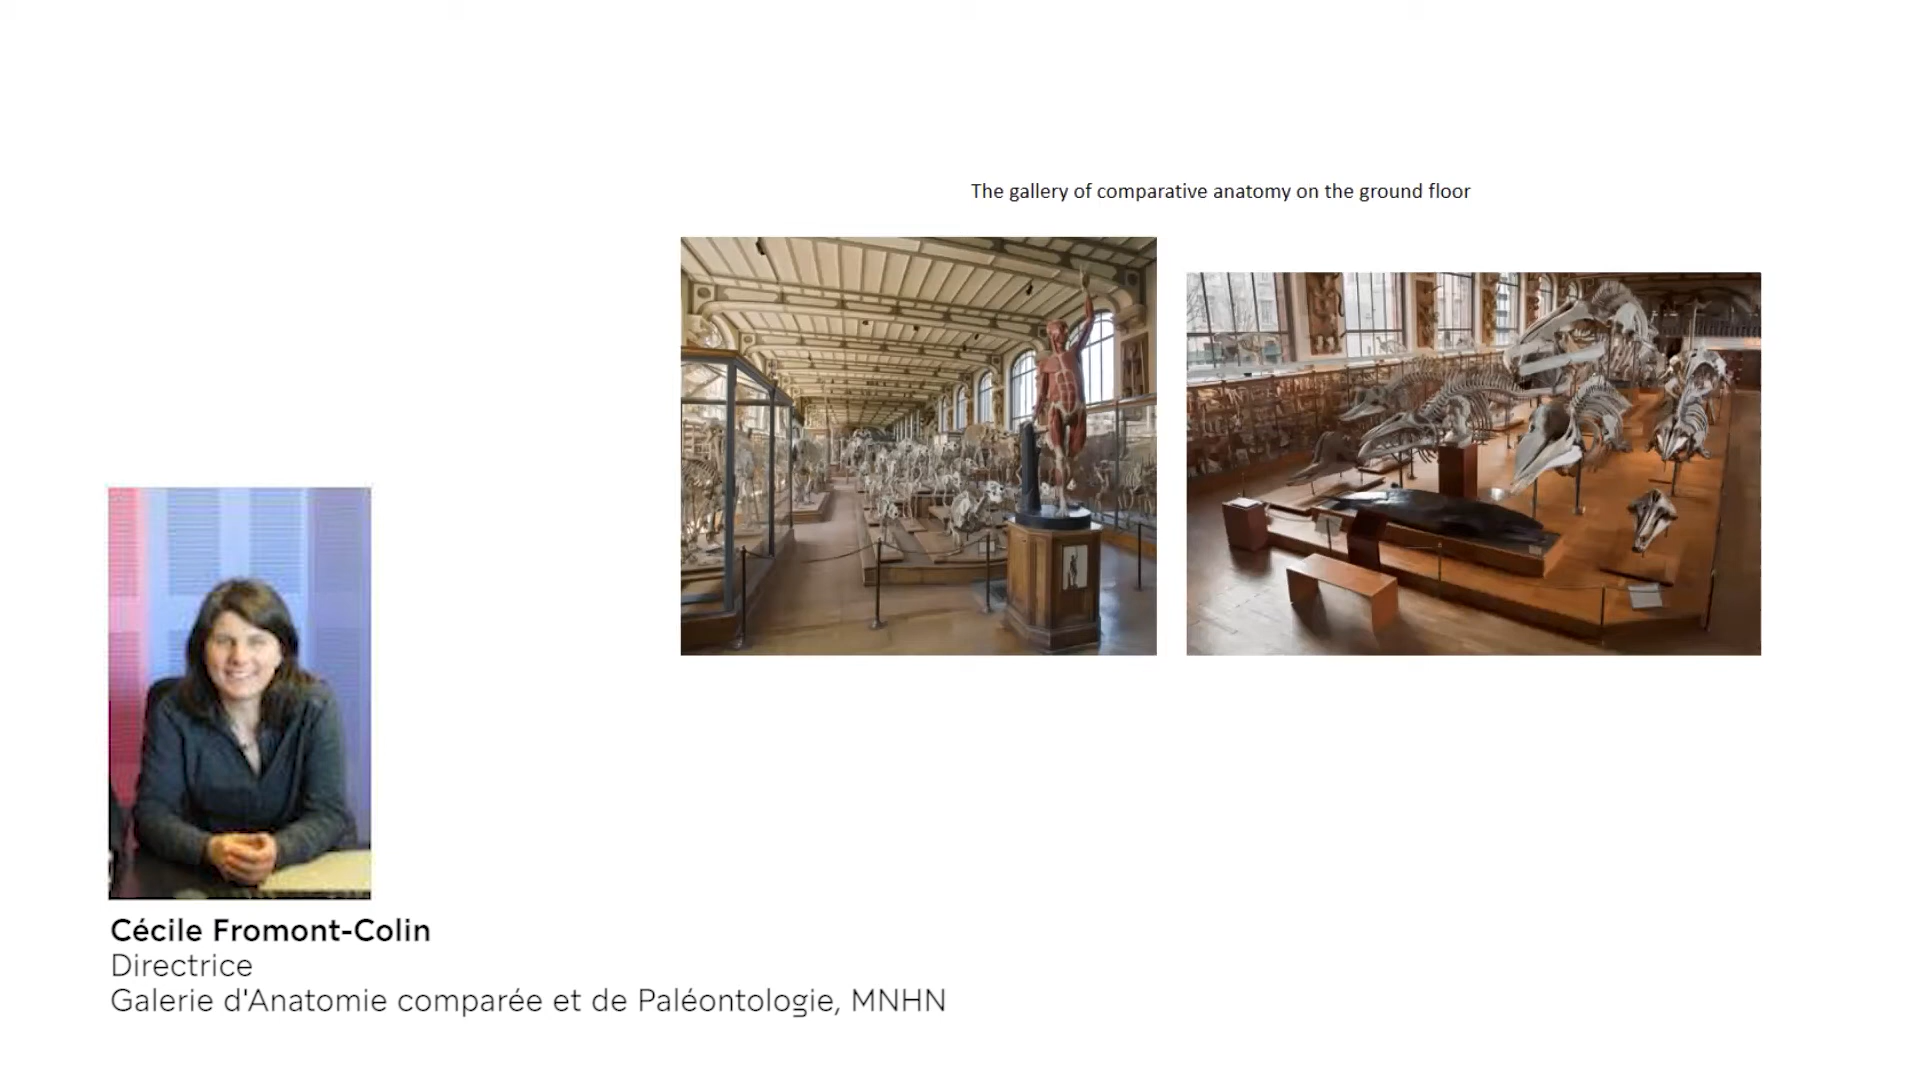 The gallery of comparative anatomy on the ground floor
Cécile Fromont-Colin
Directrice
Galerie d'Anatomie comparée et de Paléontologie, MNHN